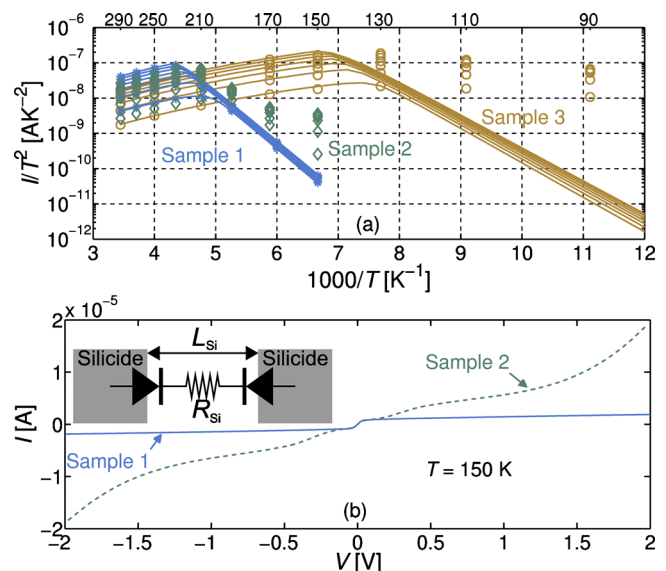 290 250 210 170 150 130 110 90
10⁻⁶
10⁻⁷
10⁻⁸
10⁻⁹
10⁻¹⁰
10⁻¹¹
10⁻¹²
I/T² [AK⁻²]
Sample 1
Sample 2
Sample 3
(a)
3 4 5 6 7 8 9 10 11 12
1000/T [K⁻¹]
2 x 10⁻⁵
1
0
−1
−2
I [A]
Silicide
L_Si
Silicide
R_Si
Sample 2
Sample 1
T = 150 K
(b)
−2 −1.5 −1 −0.5 0 0.5 1 1.5 2
V [V]